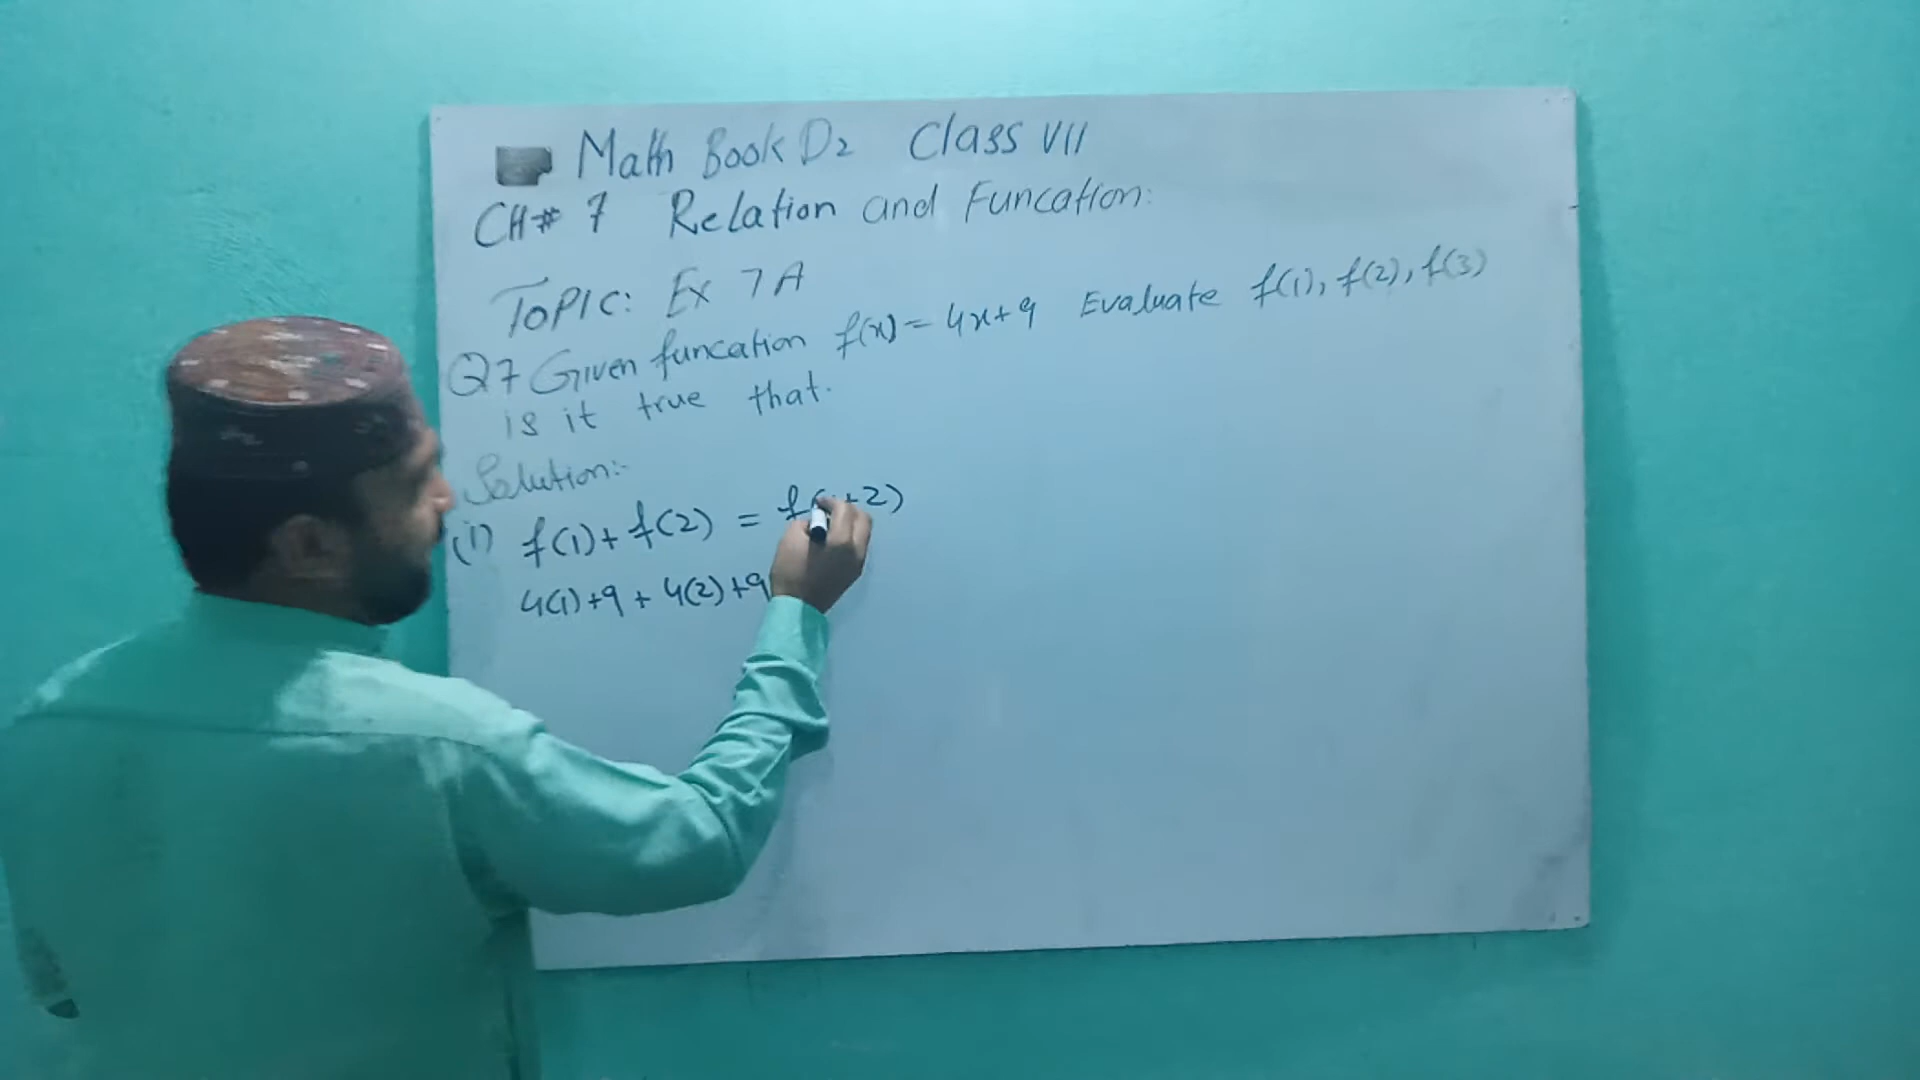 Math Book D2 Class VII
CH# 7 Relation and Funcation:
TOPIC: Ex 7A
Q7 Given funcation f(x) = 4x+9 Evaluate f(1), f(2), f(3)
is it true that.
Solution:-
(i) f(1) + f(2) = +2)
4(1)+9 + 4(2)+9